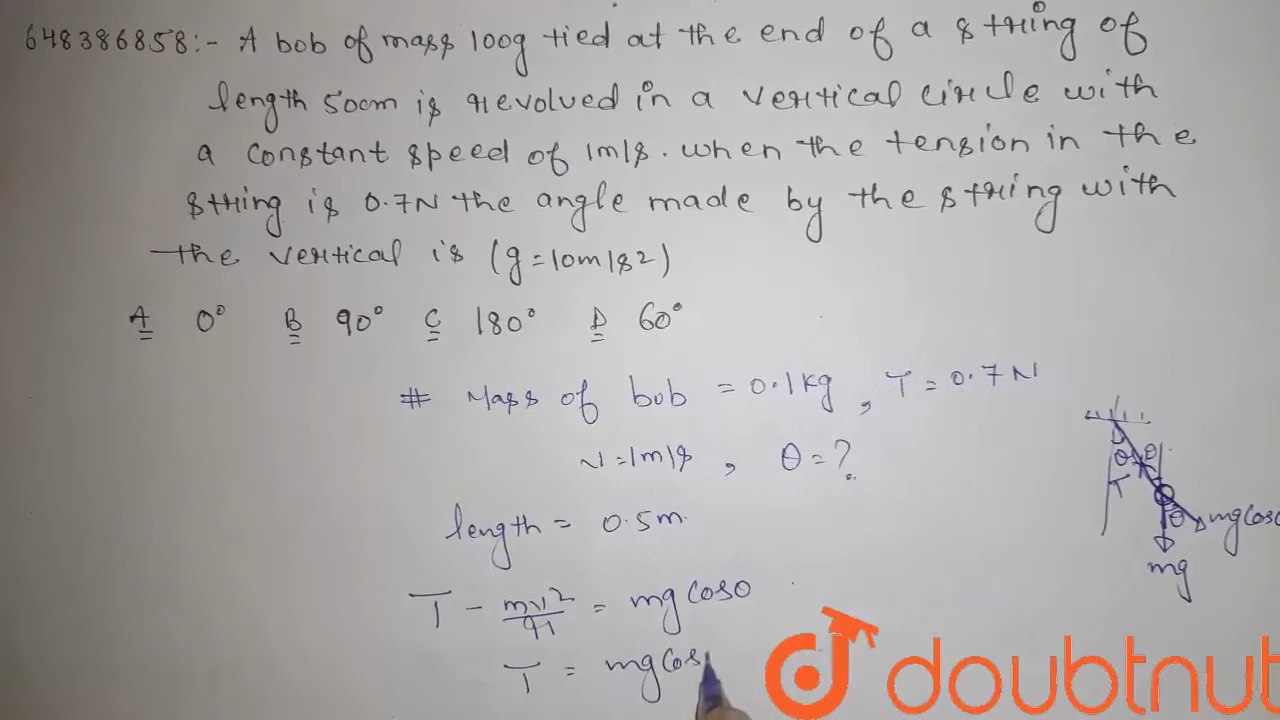 648386858:- A bob of mass 100g tied at the end of a string of
length 500m is revolved in a vertical circle with
a constant speed of 1m/s. when the tension in the
string is 0.7N the angle made by the string with
the vertical is (g=10m/s2)
A 0° B 90° C 180° D 60°
# Mass of bob = 0.1kg, T = 0.7N
v=1m/s, θ=?
length = 0.5m.
T - mv²/r = mg cosθ
T = mg cos
θ θ
T
θ mg cosθ
mg
doubtnut